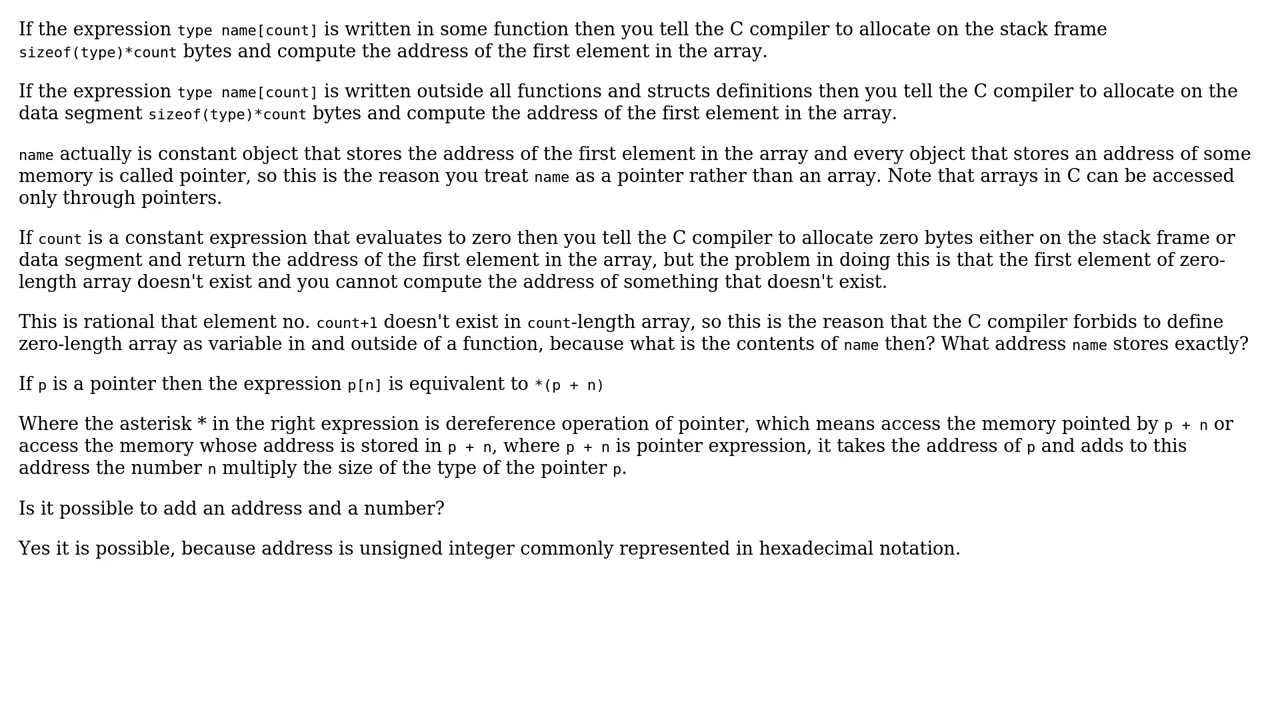 If the expression type name[count] is written in some function then you tell the C compiler to allocate on the stack frame
sizeof(type)*count bytes and compute the address of the first element in the array.
If the expression type name[count] is written outside all functions and structs definitions then you tell the C compiler to allocate on the
data segment sizeof(type)*count bytes and compute the address of the first element in the array.
name actually is constant object that stores the address of the first element in the array and every object that stores an address of some
memory is called pointer, so this is the reason you treat name as a pointer rather than an array. Note that arrays in C can be accessed
only through pointers.
If count is a constant expression that evaluates to zero then you tell the C compiler to allocate zero bytes either on the stack frame or
data segment and return the address of the first element in the array, but the problem in doing this is that the first element of zero-
length array doesn't exist and you cannot compute the address of something that doesn't exist.
This is rational that element no. count+1 doesn't exist in count-length array, so this is the reason that the C compiler forbids to define
zero-length array as variable in and outside of a function, because what is the contents of name then? What address name stores exactly?
If p is a pointer then the expression p[n] is equivalent to *(p + n)
Where the asterisk * in the right expression is dereference operation of pointer, which means access the memory pointed by p + n or
access the memory whose address is stored in p + n, where p + n is pointer expression, it takes the address of p and adds to this
address the number n multiply the size of the type of the pointer p.
Is it possible to add an address and a number?
Yes it is possible, because address is unsigned integer commonly represented in hexadecimal notation.